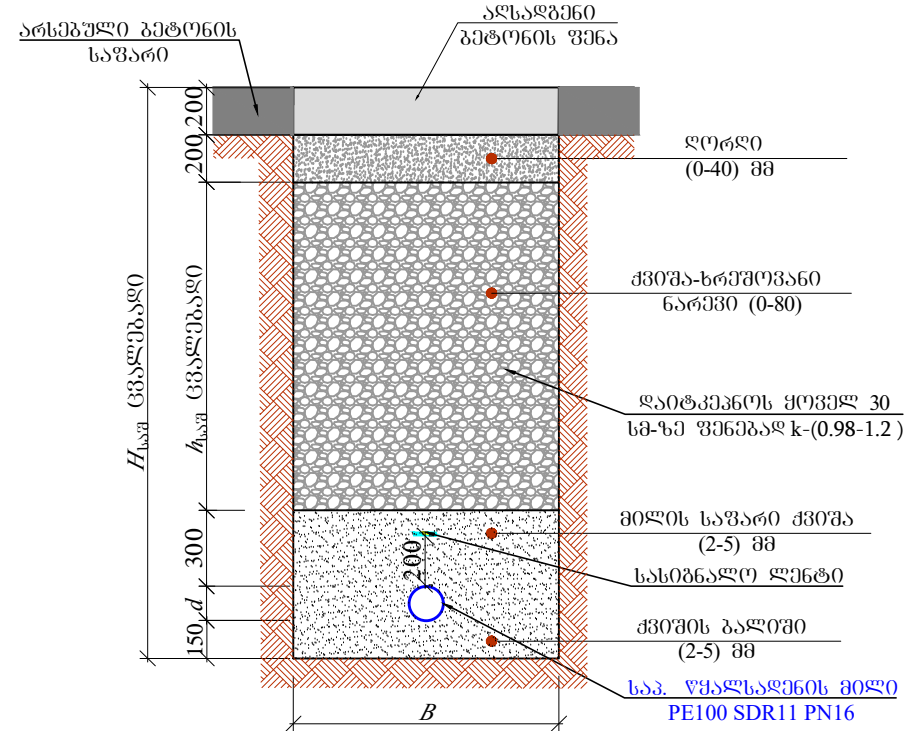 არსებული ბეტონის
საფარი
აღსადგენი
ბეტონის ფენა
200
200
ღორღი
(0-40) მმ
ქვიშა-ხრეშოვანი
ნარევი (0-80)
Hსაშ ცვალებადი
hსაშ ცვალებადი
დაიტკეპნოს ყოველ 30
სმ-ზე ფენებად k-(0.98-1.2 )
მილის საფარი ქვიშა
(2-5) მმ
300
200
სასიგნალო ლენტი
d
150
ქვიშის ბალიში
(2-5) მმ
საპ. წყალსადენის მილი
PE100 SDR11 PN16
B